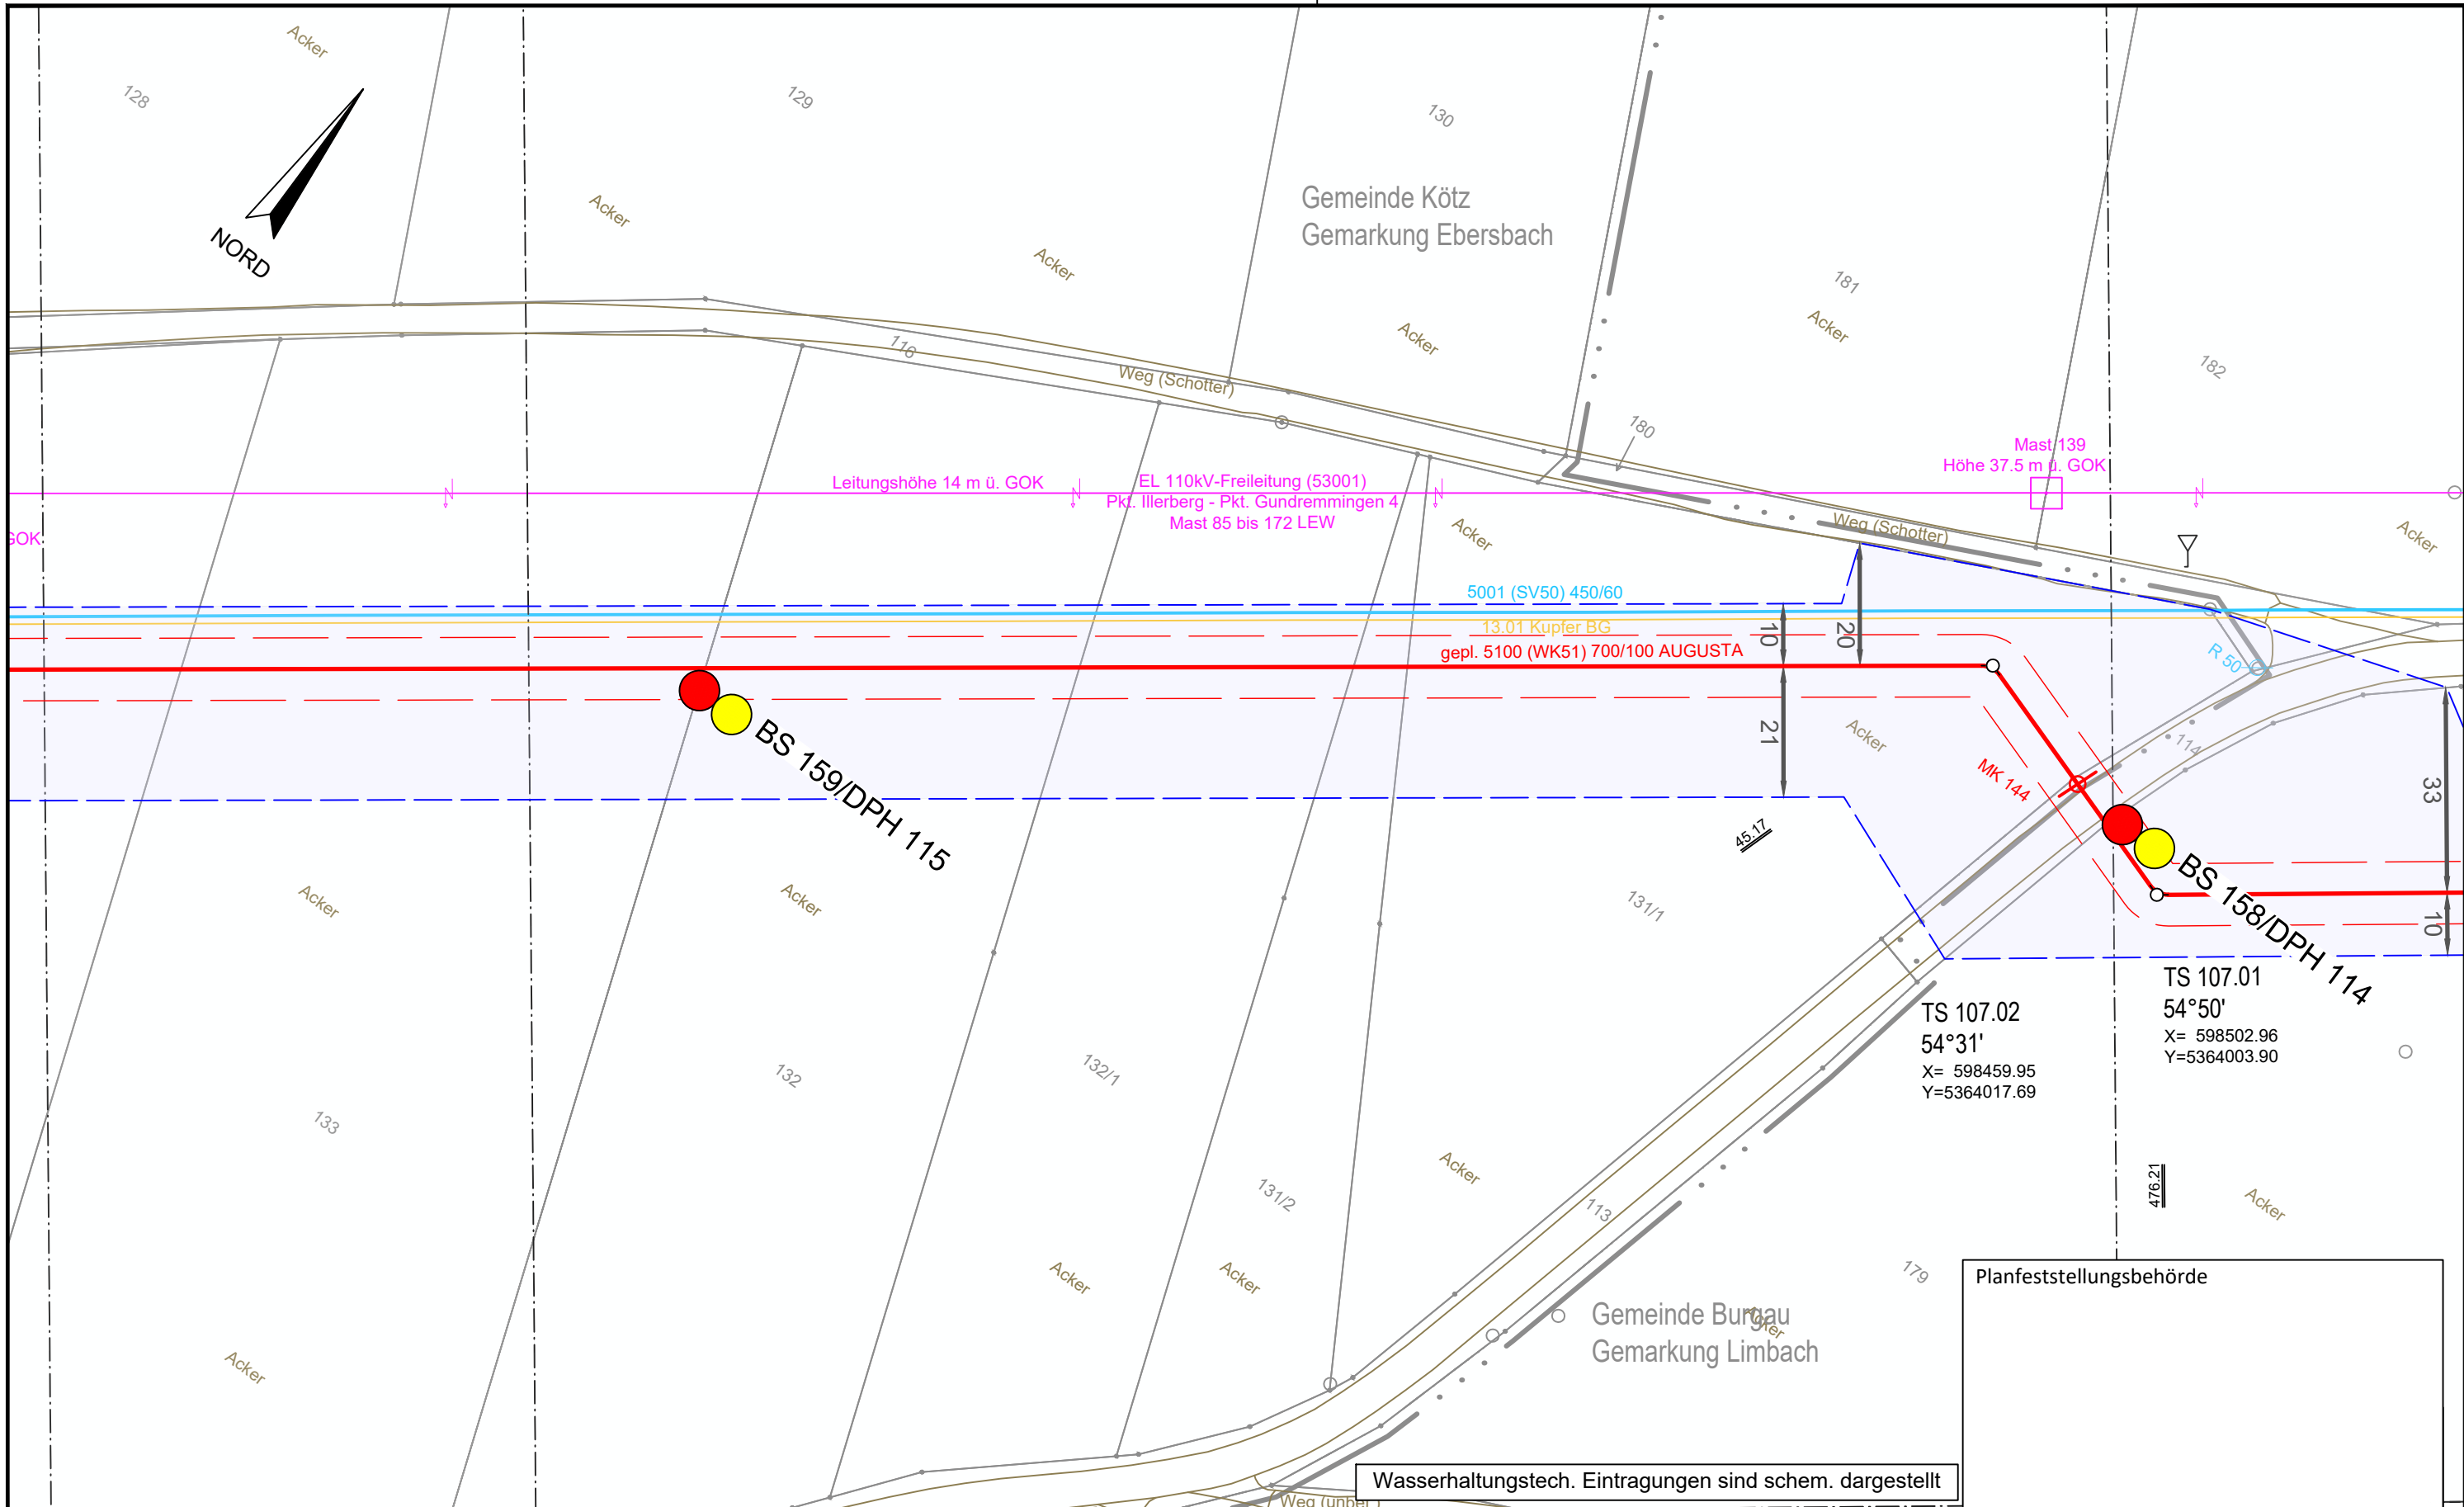 Acker
128
129
130
NORD
Acker
Acker
Gemeinde Kötz
Gemarkung Ebersbach
181
Acker
Acker
182
116
Weg (Schotter)
180
Mast 139
Höhe 37.5 m ü. GOK
Leitungshöhe 14 m ü. GOK
EL 110kV-Freileitung (53001)
Pkt. Illerberg - Pkt. Gundremmingen 4
Mast 85 bis 172 LEW
GOK
Acker
Weg (Schotter)
Acker
5001 (SV50) 450/60
13.01 Kupfer BG
gepl. 5100 (WK51) 700/100 AUGUSTA
10
20
R 50
21
Acker
114
MK 144
33
BS 159/DPH 115
45.17
BS 158/DPH 114
10
Acker
Acker
131/1
TS 107.01
54°50'
X= 598502.96
Y=5364003.90
TS 107.02
54°31'
X= 598459.95
Y=5364017.69
132
132/1
133
Acker
131/2
113
476.21
Acker
Acker
Acker
179
Planfeststellungsbehörde
Gemeinde Burgau
Acker
Gemarkung Limbach
Acker
Wasserhaltungstech. Eintragungen sind schem. dargestellt
Weg (unbef.)